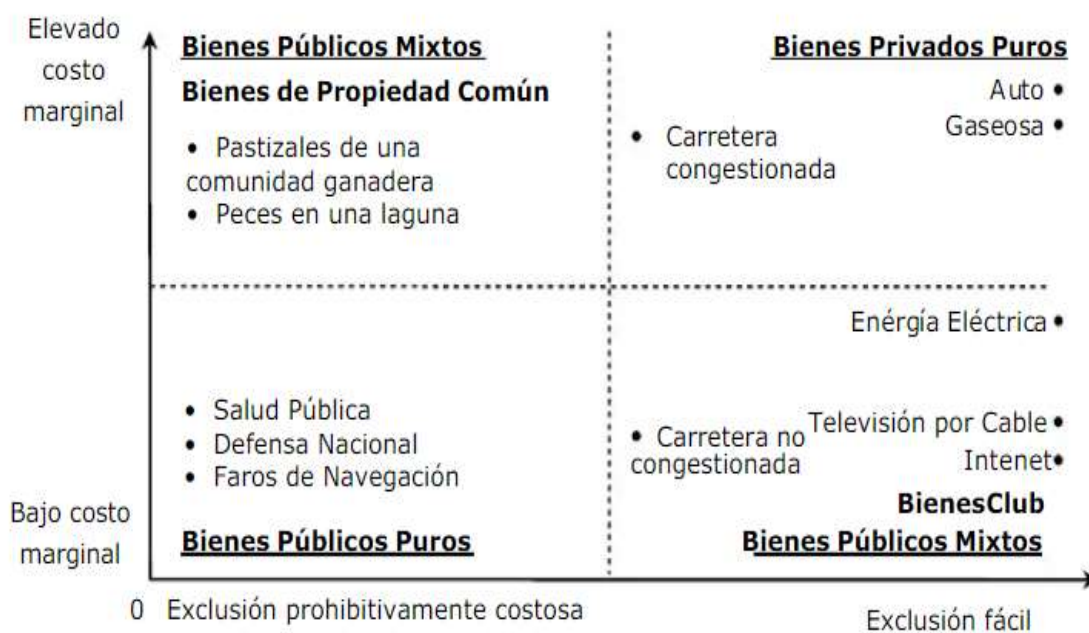 Elevado
costo
marginal
Bienes Públicos Mixtos
Bienes de Propiedad Común
• Pastizales de una
comunidad ganadera
• Peces en una laguna
Bienes Privados Puros
Auto •
Gaseosa •
• Carretera
congestionada
• Salud Pública
• Defensa Nacional
• Faros de Navegación
Bienes Públicos Puros
Enérgía Eléctrica •
Televisión por Cable •
• Carretera no
congestionada
Intenet•
BienesClub
Bienes Públicos Mixtos
Bajo costo
marginal
0 Exclusión prohibitivamente costosa
Exclusión fácil